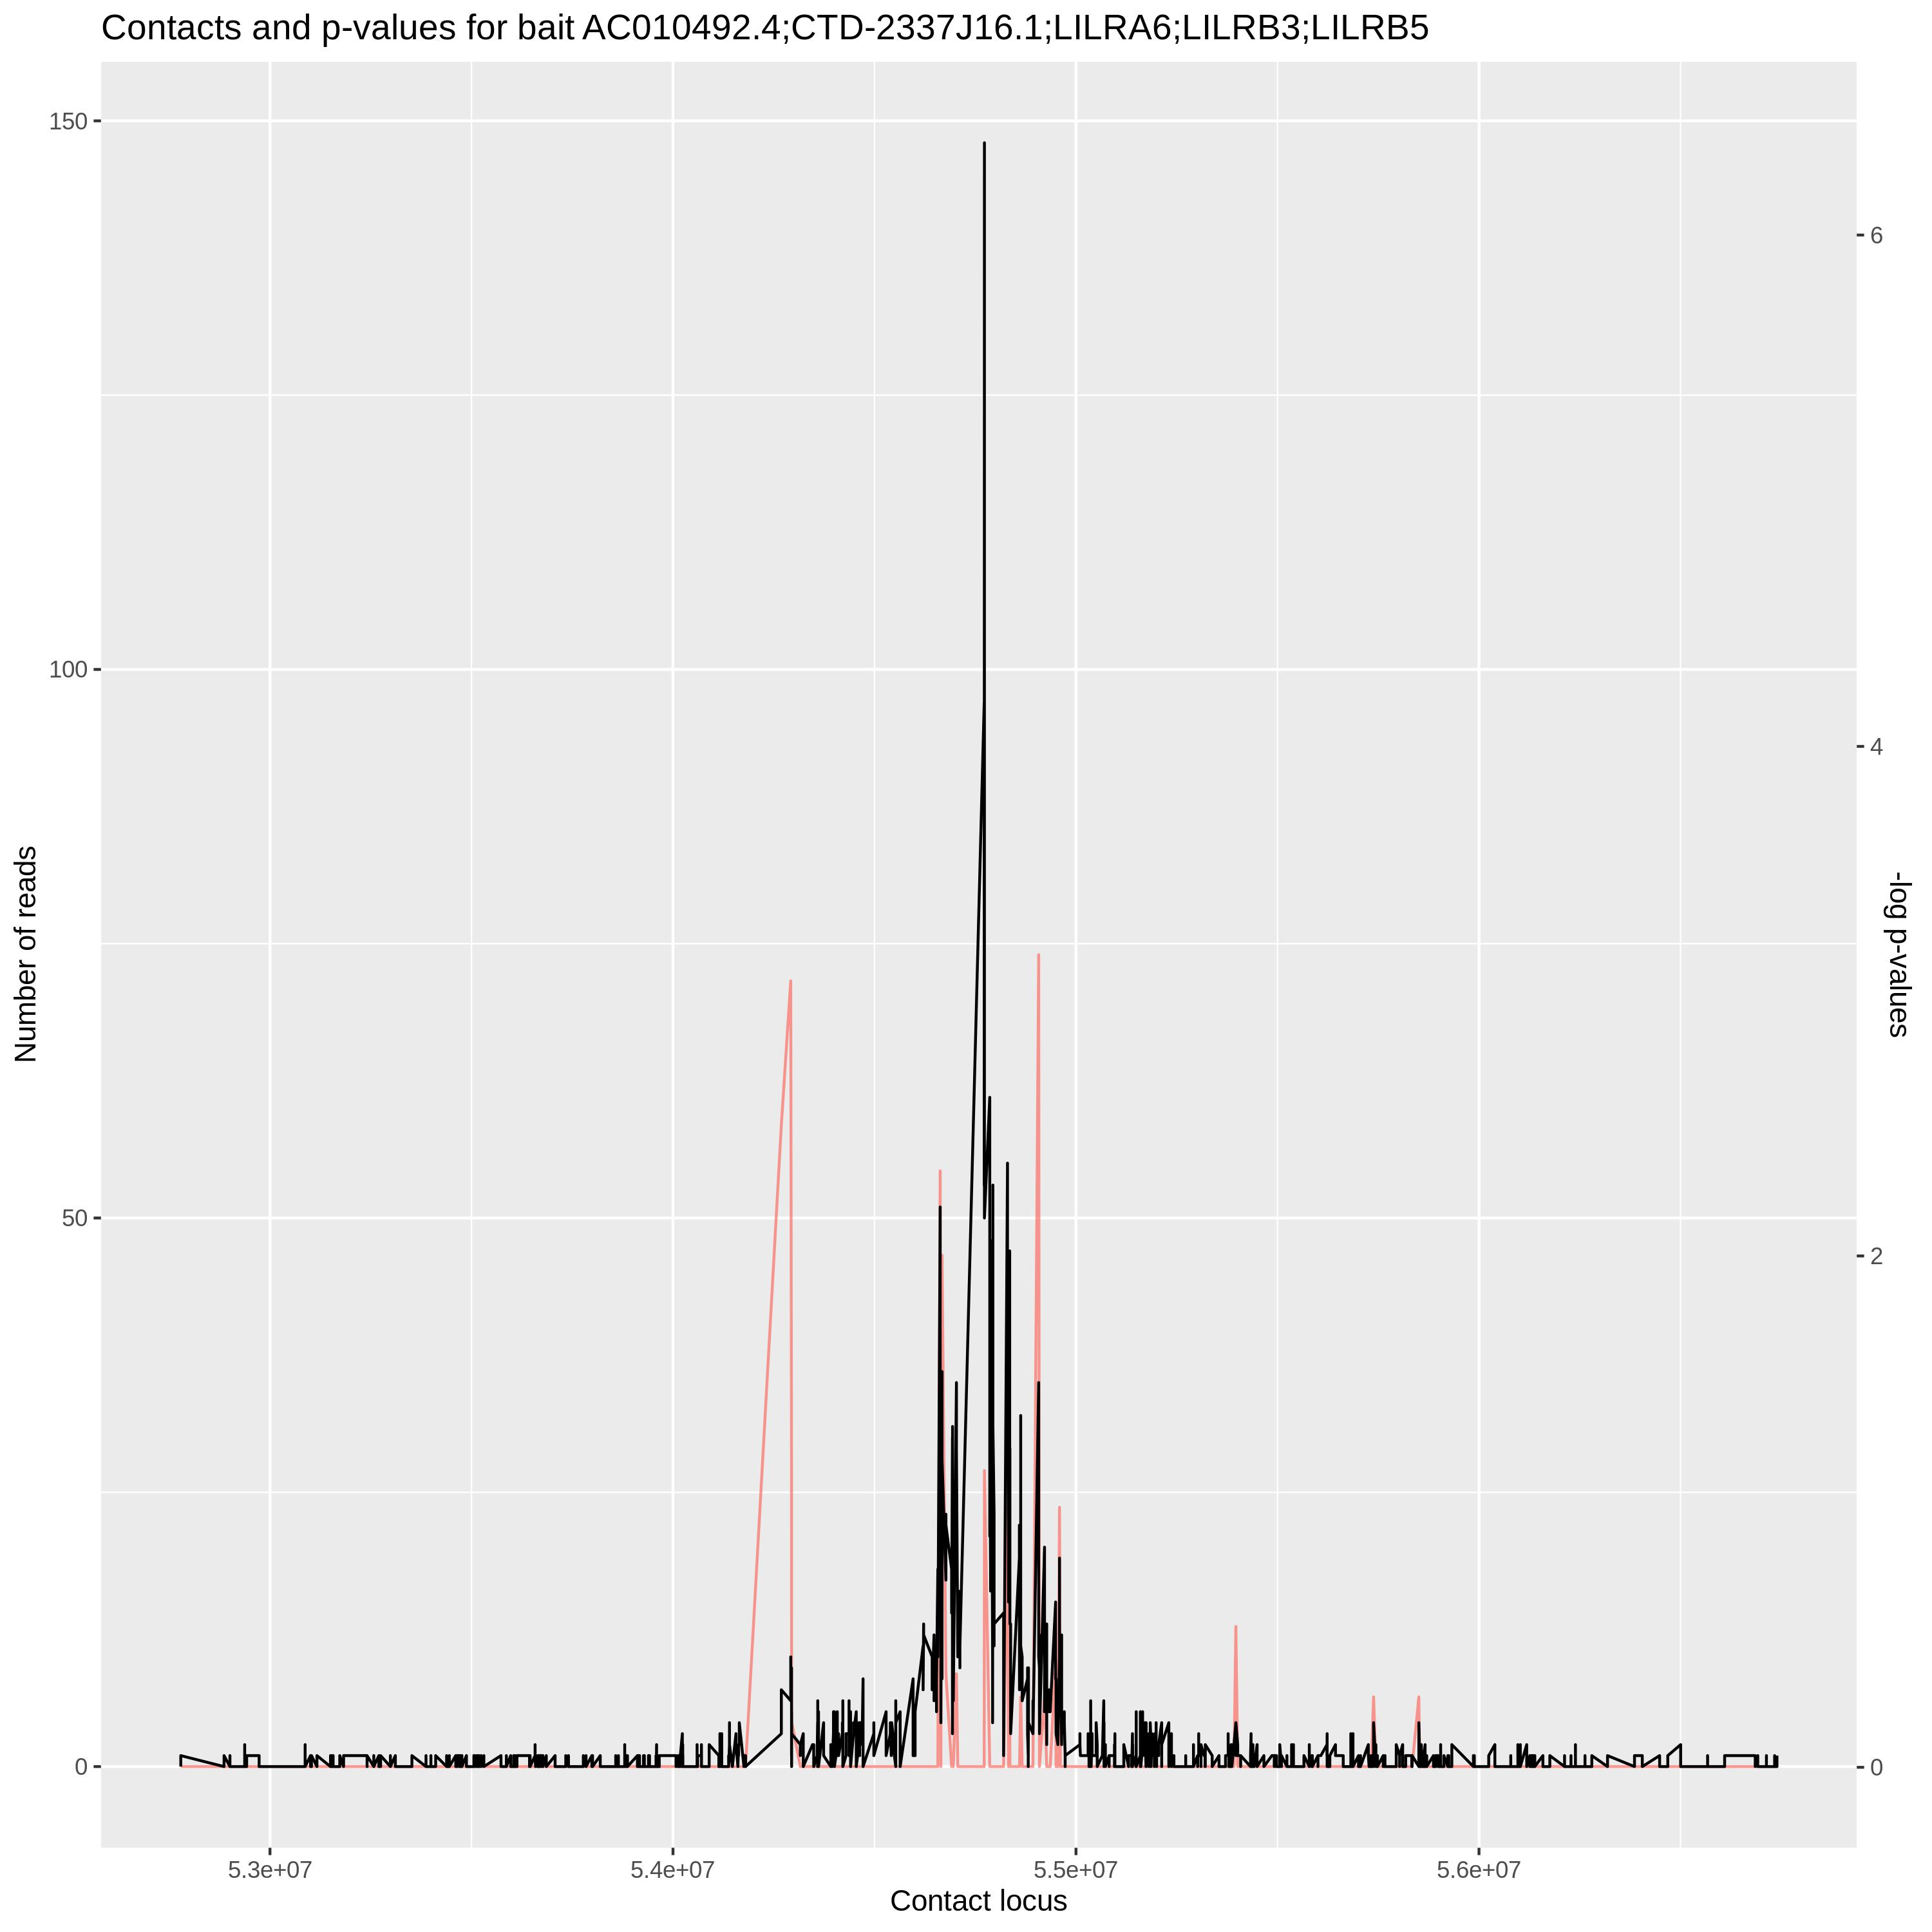 Contacts and p-values for bait AC010492.4;CTD-2337J16.1;LILRA6;LILRB3;LILRB5
150
100
50
0
Number of reads
6
4
2
0
-log p-values
5.3e+07
5.4e+07
5.5e+07
5.6e+07
Contact locus